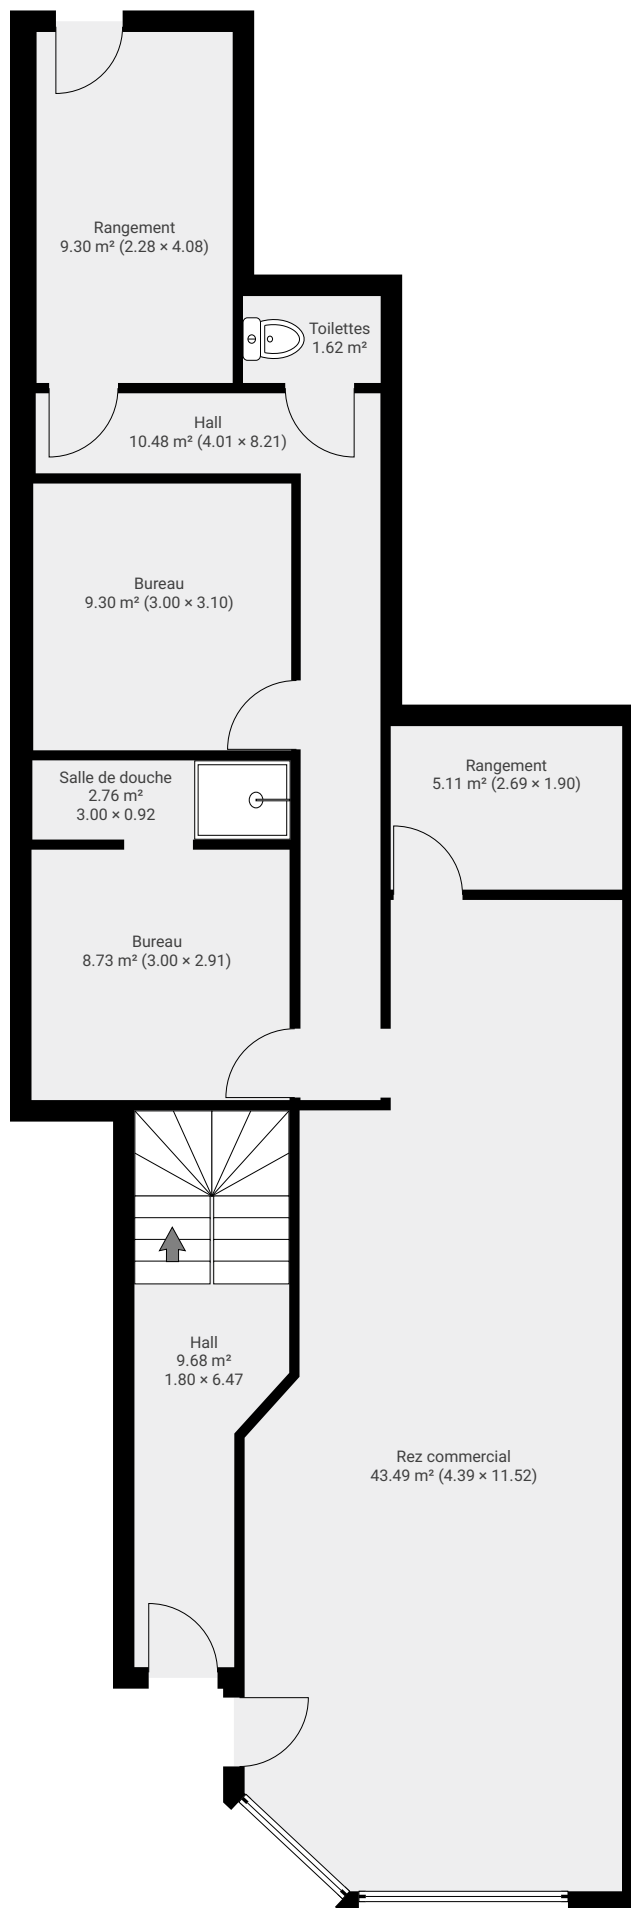 Rangement
9.30 m² (2.28 × 4.08)
Toilettes
1.62 m²
Hall
10.48 m² (4.01 × 8.21)
Bureau
9.30 m² (3.00 × 3.10)
Rangement
5.11 m² (2.69 × 1.90)
Salle de douche
2.76 m²
3.00 × 0.92
Bureau
8.73 m² (3.00 × 2.91)
Hall
9.68 m²
1.80 × 6.47
Rez commercial
43.49 m² (4.39 × 11.52)